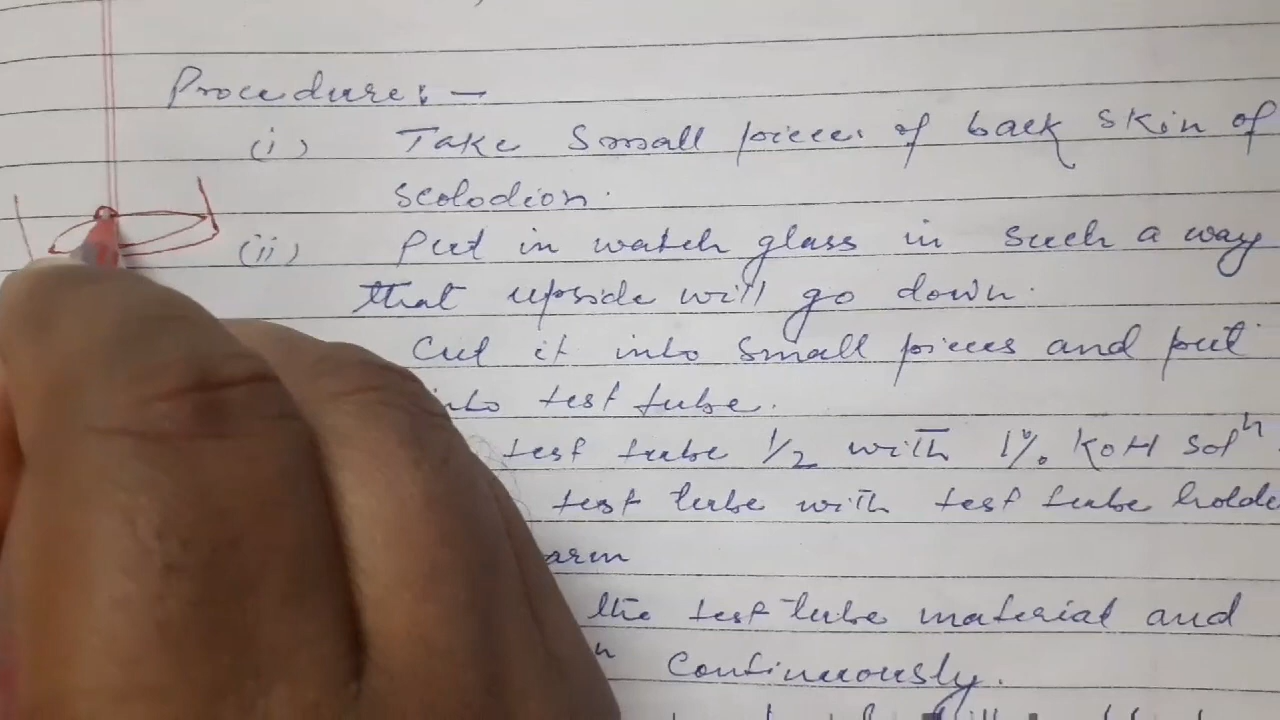 Procedure: —
(i) Take small pieces of back skin of
scolodion.
(ii) Put in watch glass in such a way
that upside will go down.
Cut it into small pieces and put
into test tube.
test tube 1/2 with 1% KOH solⁿ
test tube with test tube holde
arm
the test tube material and
n continuously.